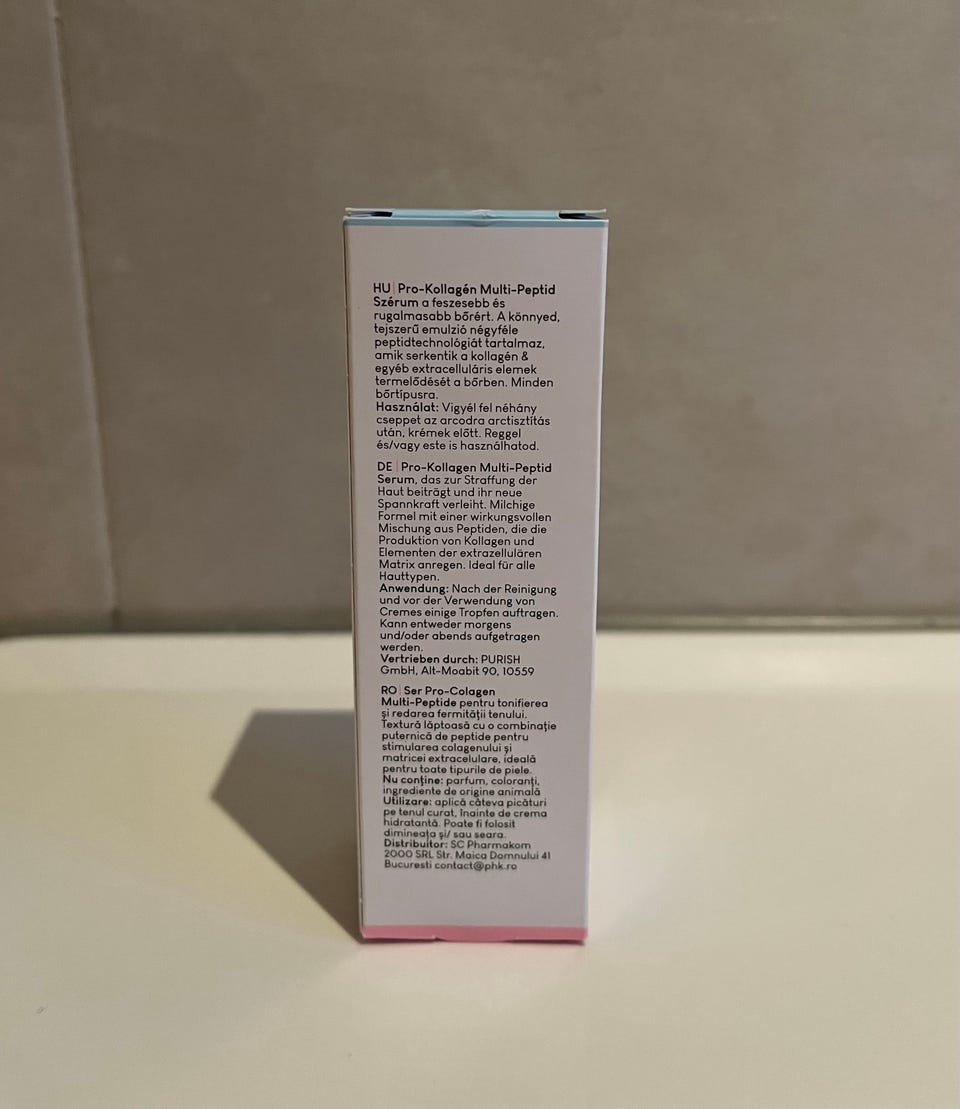 HU | Pro-Kollagén Multi-Peptid
Szérum a feszesebb és
rugalmasabb bőrért. A könnyed,
tejszerű emulzió négyféle
peptidtechnológiát tartalmaz,
amik serkentik a kollagén &
egyéb extracelluláris elemek
termelődését a bőrben. Minden
bőrtípusra.
Használat: Vigyél fel néhány
cseppet az arcodra arctisztítás
után, krémek előtt. Reggel
és/vagy este is használhatod.
DE | Pro-Kollagen Multi-Peptid
Serum, das zur Straffung der
Haut beiträgt und ihr neue
Spannkraft verleiht. Milchige
Formel mit einer wirkungsvollen
Mischung aus Peptiden, die die
Produktion von Kollagen und
Elementen der extrazellulären
Matrix anregen. Ideal für alle
Hauttypen.
Anwendung: Nach der Reinigung
und vor der Verwendung von
Cremes einige Tropfen auftragen.
Kann entweder morgens
und/oder abends aufgetragen
werden.
Vertrieben durch: PURISH
GmbH, Alt-Moabit 90, 10559
RO | Ser Pro-Colagen
Multi-Peptide pentru tonifierea
și redarea fermității tenului.
Textură lăptoasă cu o combinație
puternică de peptide pentru
stimularea colagenului și
matricei extracelulare, ideală
pentru toate tipurile de piele.
Nu conține: parfum, coloranți,
ingrediente de origine animală
Utilizare: aplică câteva picături
pe tenul curat, înainte de crema
hidratantă. Poate fi folosit
dimineața și/ sau seara.
Distribuitor: SC Pharmakom
2000 SRL Str. Maica Domnului 41
Bucuresti contact@phk.ro